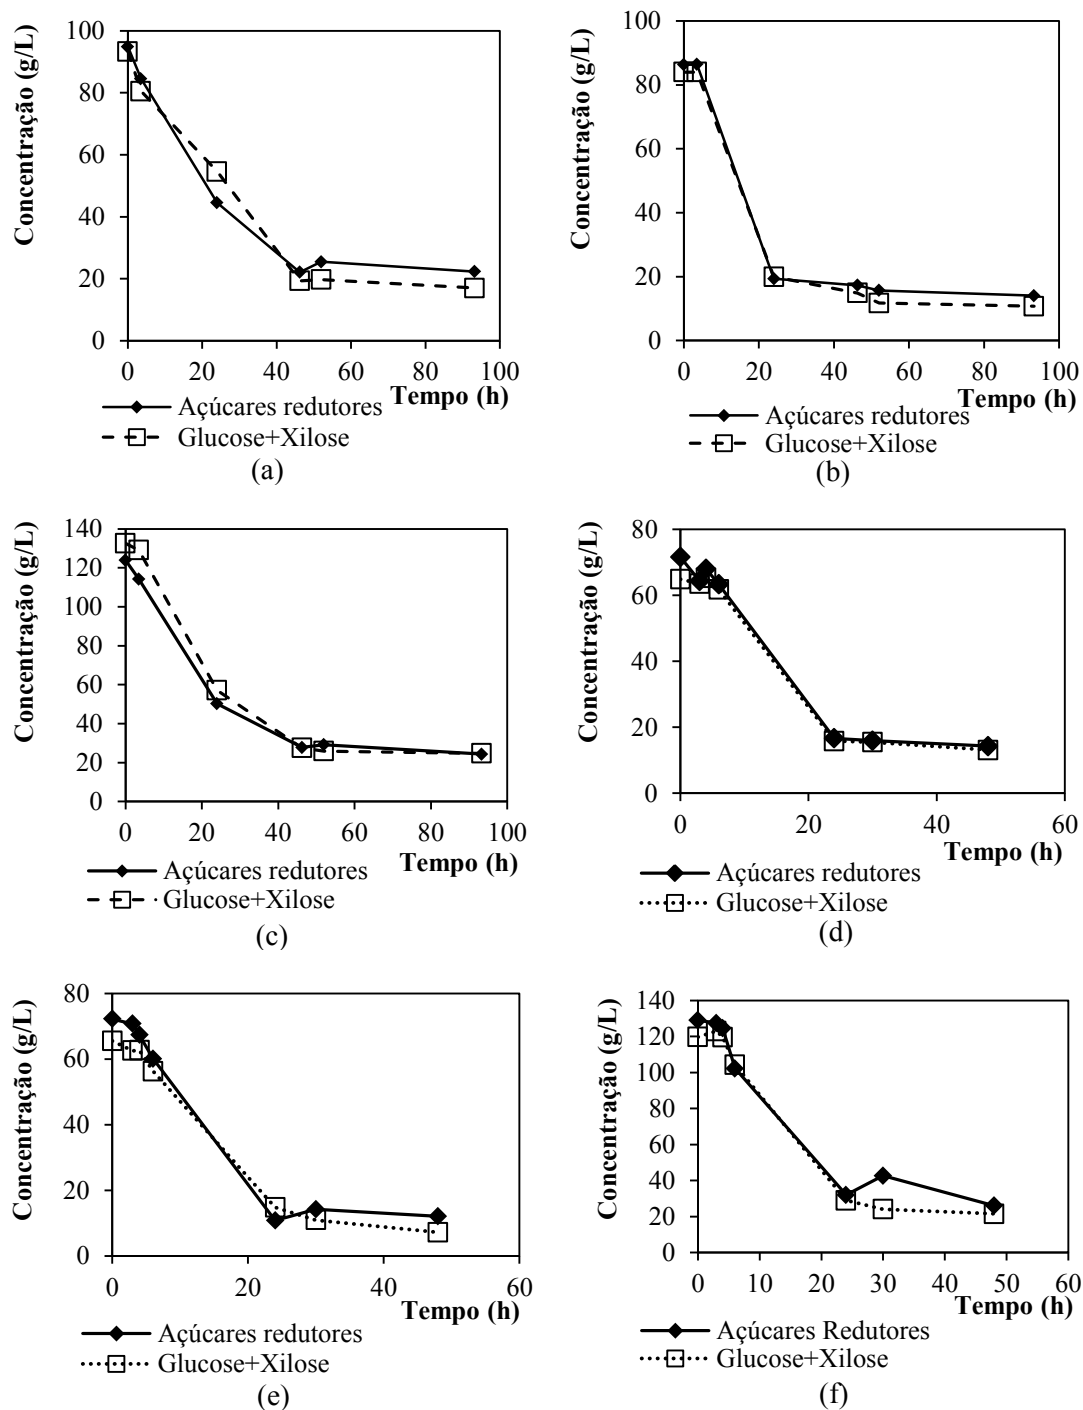 Concentração (g/L)
100
80
60
40
20
0
0 20 40 60 80 100
Tempo (h)
Açúcares redutores
Glucose+Xilose
(a)
Concentração (g/L)
100
80
60
40
20
0
0 20 40 60 80 100
Tempo (h)
Açúcares redutores
Glucose+Xilose
(b)
Concentração (g/L)
140
120
100
80
60
40
20
0
0 20 40 60 80 100
Tempo (h)
Açúcares redutores
Glucose+Xilose
(c)
Concentração (g/L)
80
60
40
20
0
0 20 40 60
Tempo (h)
Açúcares redutores
Glucose+Xilose
(d)
Concentração (g/L)
80
60
40
20
0
0 20 40 60
Tempo (h)
Açúcares redutores
Glucose+Xilose
(e)
Concentração (g/L)
140
120
100
80
60
40
20
0
0 10 20 30 40 50 60
Tempo (h)
Açúcares Redutores
Glucose+Xilose
(f)